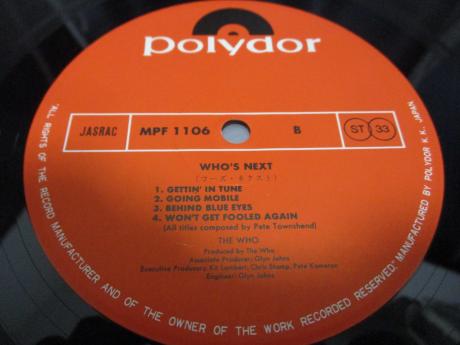 polydor
JASRAC MPF 1106 B ST 33
WHO'S NEXT
(フーズ・ネクスト)
1. GETTIN' IN TUNE
2. GOING MOBILE
3. BEHIND BLUE EYES
4. WON'T GET FOOLED AGAIN
(All titles composed by Pete Townshend)
THE WHO
Produced by The Who
Associate Producer: Glyn Johns
Executive Producers: Kit Lambert, Chris Stamp, Pete Kameron
Engineer: Glyn Johns
"ALL RIGHTS OF THE RECORD MANUFACTURER AND OF THE OWNER OF THE WORK RECORDED RESERVED" MANUFACTURED BY POLYDOR K.K. JAPAN